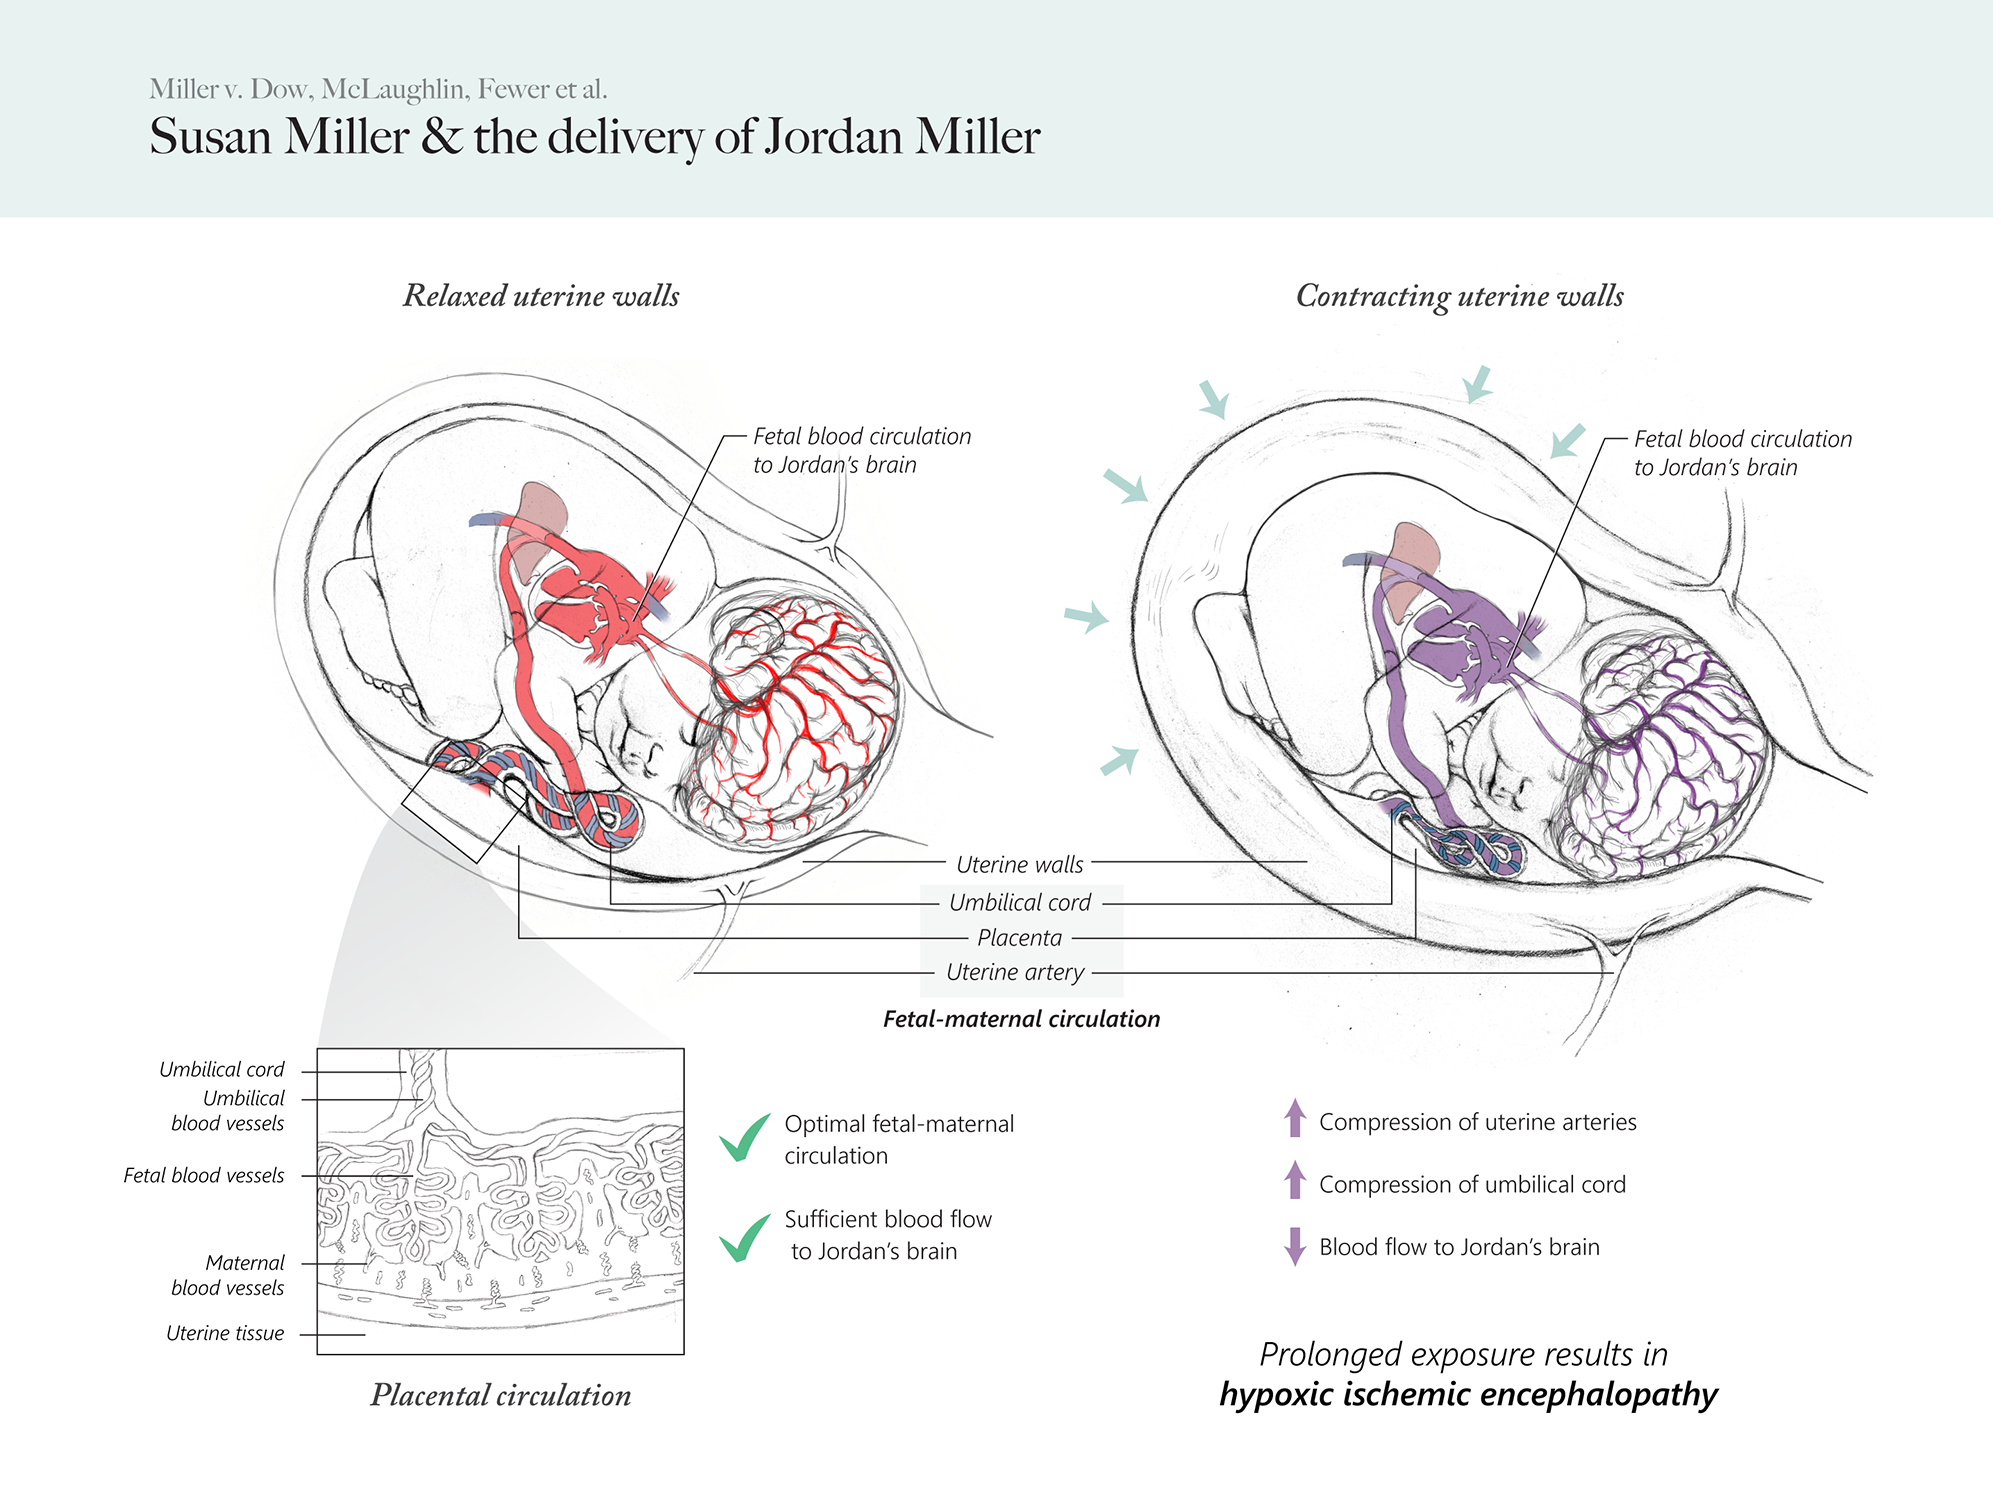 Miller v. Dow, McLaughlin, Fewer et al.
Susan Miller & the delivery of Jordan Miller
Relaxed uterine walls
Contracting uterine walls
Fetal blood circulation
to Jordan's brain
Fetal blood circulation
to Jordan's brain
Uterine walls
Umbilical cord
Placenta
Uterine artery
Fetal-maternal circulation
Umbilical cord
Umbilical
blood vessels
Fetal blood vessels
Maternal
blood vessels
Uterine tissue
Placental circulation
Optimal fetal-maternal
circulation
Sufficient blood flow
to Jordan's brain
Compression of uterine arteries
Compression of umbilical cord
Blood flow to Jordan's brain
Prolonged exposure results in
hypoxic ischemic encephalopathy